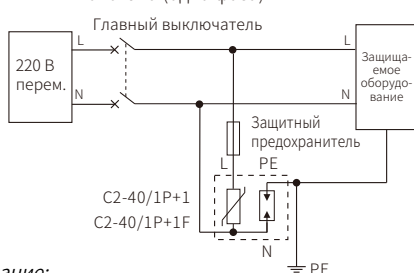 Главный выключатель
L
L
220 В
перем.
N
N
Защища-
емое
оборудо-
вание
Защитный
предохранитель
L
PE
C2-40/1P+1
C2-40/1P+1F
N
PE